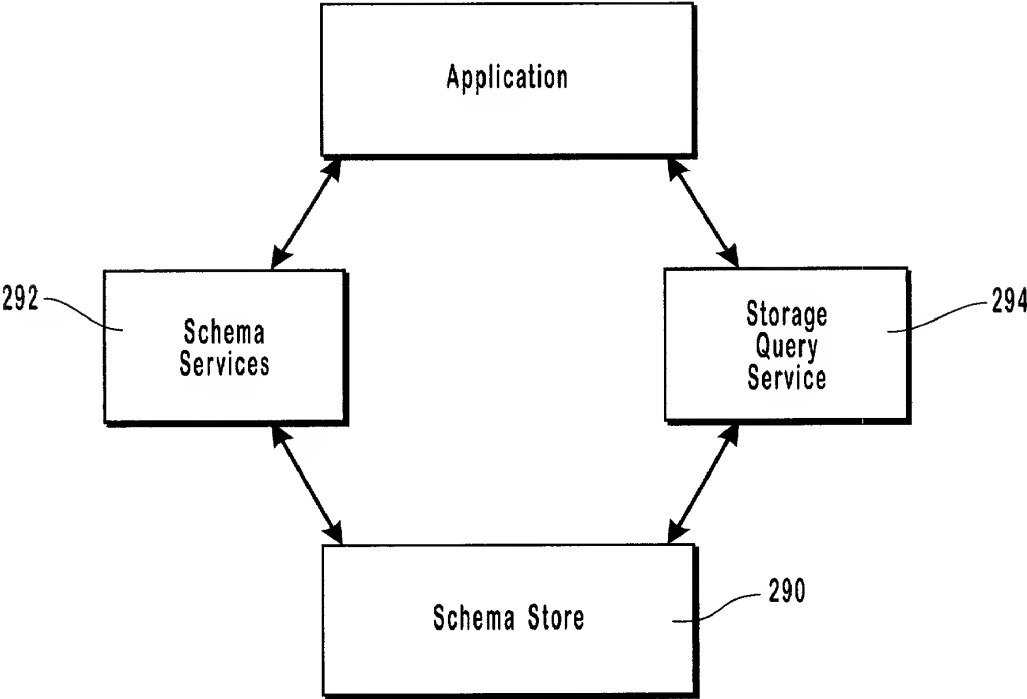 Application
292
Schema
Services
Storage
Query
Service
294
Schema Store
290